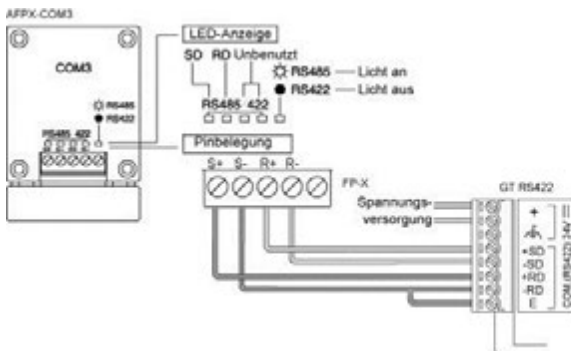 AFPX-COM3
COM3
RS485
RS422
RS485 422
LED-Anzeige
SD RD Unbenutzt
RS485 — Licht an
RS422 — Licht aus
RS485 422
Pinbelegung
S+ S- R+ R-
FP-X
Spannungs-
versorgung
GT RS422
+
24V
+SD
-SD
+RD
-RD
E
COM (RS422)